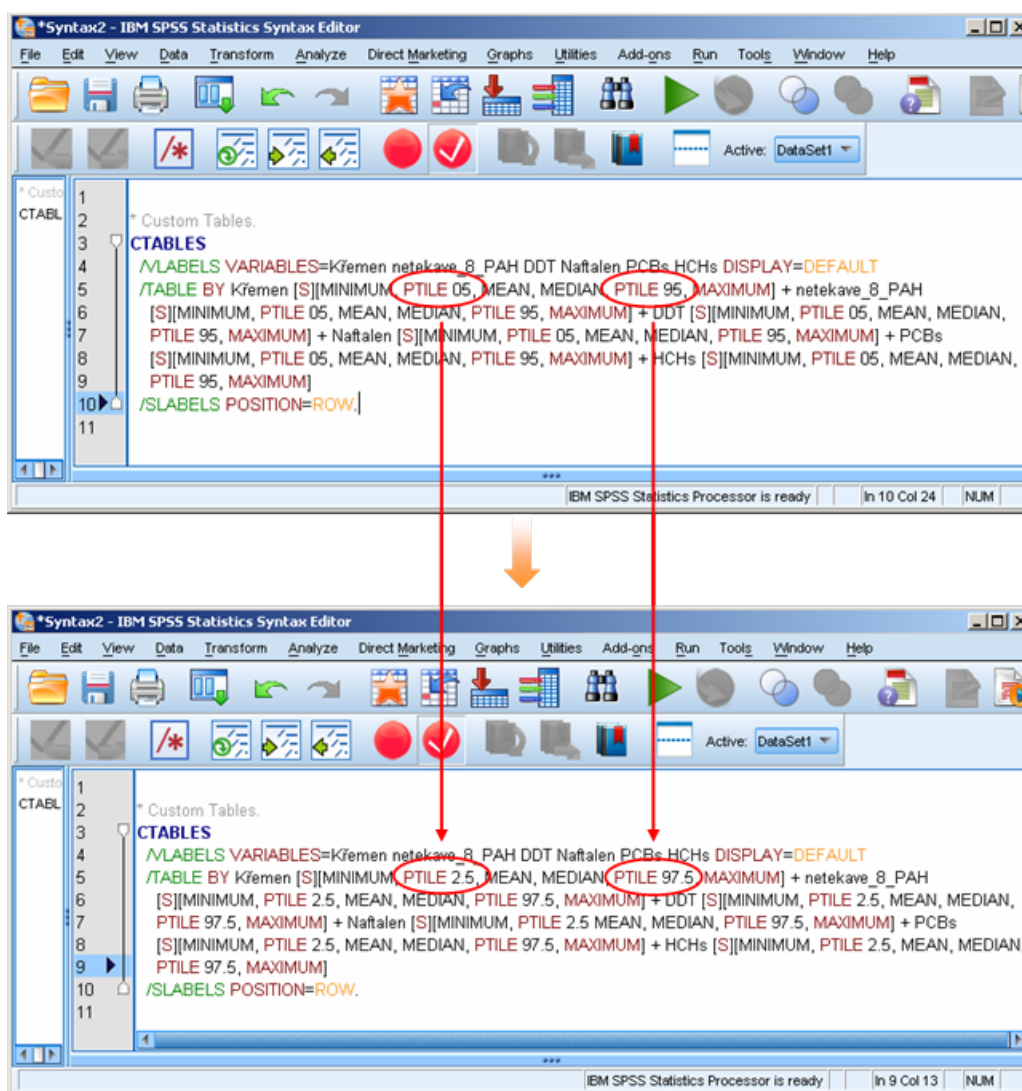 *Syntax2 - IBM SPSS Statistics Syntax Editor
File Edit View Data Transform Analyze Direct Marketing Graphs Utilities Add-ons Run Tools Window Help
Active: DataSet1
* Custo
CTABL
1
2 * Custom Tables.
3 CTABLES
4 /VLABELS VARIABLES=Křemen netekave_8_PAH DDT Naftalen PCBs HCHs DISPLAY=DEFAULT
5 /TABLE BY Křemen [S][MINIMUM, PTILE 05, MEAN, MEDIAN, PTILE 95, MAXIMUM] + netekave_8_PAH
6 [S][MINIMUM, PTILE 05, MEAN, MEDIAN, PTILE 95, MAXIMUM] + DDT [S][MINIMUM, PTILE 05, MEAN, MEDIAN,
7 PTILE 95, MAXIMUM] + Naftalen [S][MINIMUM, PTILE 05, MEAN, MEDIAN, PTILE 95, MAXIMUM] + PCBs
8 [S][MINIMUM, PTILE 05, MEAN, MEDIAN, PTILE 95, MAXIMUM] + HCHs [S][MINIMUM, PTILE 05, MEAN, MEDIAN,
9 PTILE 95, MAXIMUM]
10 /SLABELS POSITION=ROW.
11
IBM SPSS Statistics Processor is ready In 10 Col 24 NUM
*Syntax2 - IBM SPSS Statistics Syntax Editor
File Edit View Data Transform Analyze Direct Marketing Graphs Utilities Add-ons Run Tools Window Help
Active: DataSet1
* Custo
CTABL
1
2 * Custom Tables.
3 CTABLES
4 /VLABELS VARIABLES=Křemen netekave_8_PAH DDT Naftalen PCBs HCHs DISPLAY=DEFAULT
5 /TABLE BY Křemen [S][MINIMUM, PTILE 2.5, MEAN, MEDIAN, PTILE 97.5, MAXIMUM] + netekave_8_PAH
6 [S][MINIMUM, PTILE 2.5, MEAN, MEDIAN, PTILE 97.5, MAXIMUM] + DDT [S][MINIMUM, PTILE 2.5, MEAN, MEDIAN,
7 PTILE 97.5, MAXIMUM] + Naftalen [S][MINIMUM, PTILE 2.5 MEAN, MEDIAN, PTILE 97.5, MAXIMUM] + PCBs
8 [S][MINIMUM, PTILE 2.5, MEAN, MEDIAN, PTILE 97.5, MAXIMUM] + HCHs [S][MINIMUM, PTILE 2.5, MEAN, MEDIAN
9 PTILE 97.5, MAXIMUM]
10 /SLABELS POSITION=ROW.
11
IBM SPSS Statistics Processor is ready In 9 Col 13 NUM